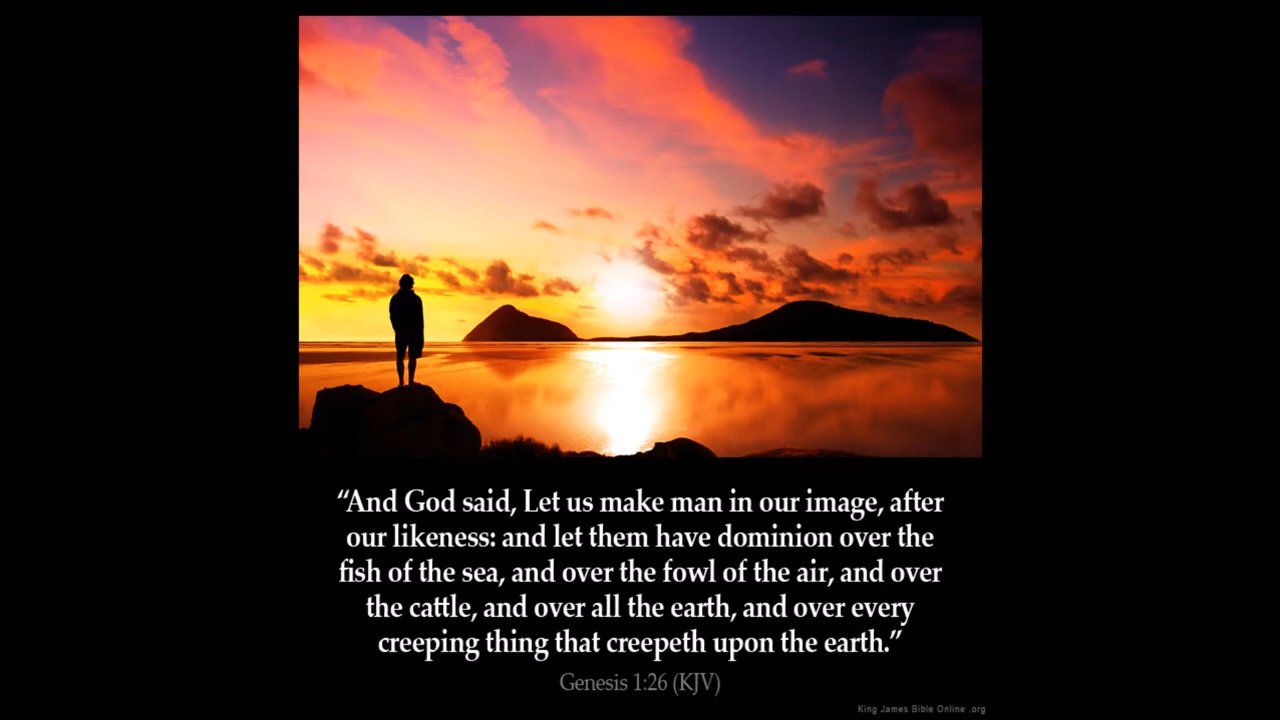 “And God said, Let us make man in our image, after
our likeness: and let them have dominion over the
fish of the sea, and over the fowl of the air, and over
the cattle, and over all the earth, and over every
creeping thing that creepeth upon the earth.”
Genesis 1:26 (KJV)
King James Bible Online .org